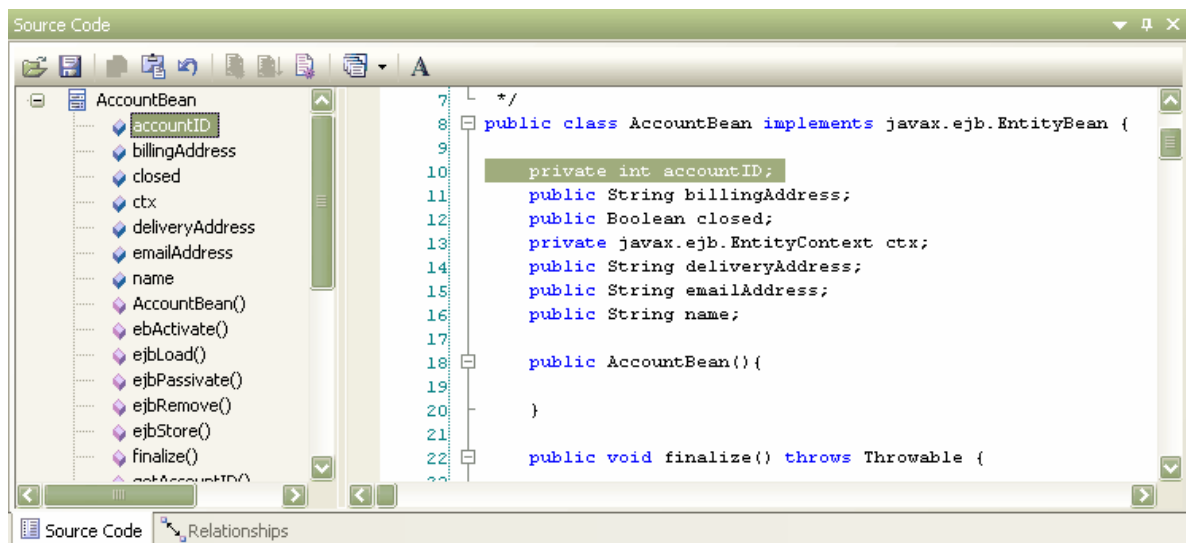 Source Code
A
AccountBean
accountID
billingAddress
closed
ctx
deliveryAddress
emailAddress
name
AccountBean()
ebActivate()
ejbLoad()
ejbPassivate()
ejbRemove()
ejbStore()
finalize()
getAccountID()
7 */
8 public class AccountBean implements javax.ejb.EntityBean {
9
10 private int accountID;
11 public String billingAddress;
12 public Boolean closed;
13 private javax.ejb.EntityContext ctx;
14 public String deliveryAddress;
15 public String emailAddress;
16 public String name;
17
18 public AccountBean(){
19
20 }
21
22 public void finalize() throws Throwable {
23
Source Code
Relationships